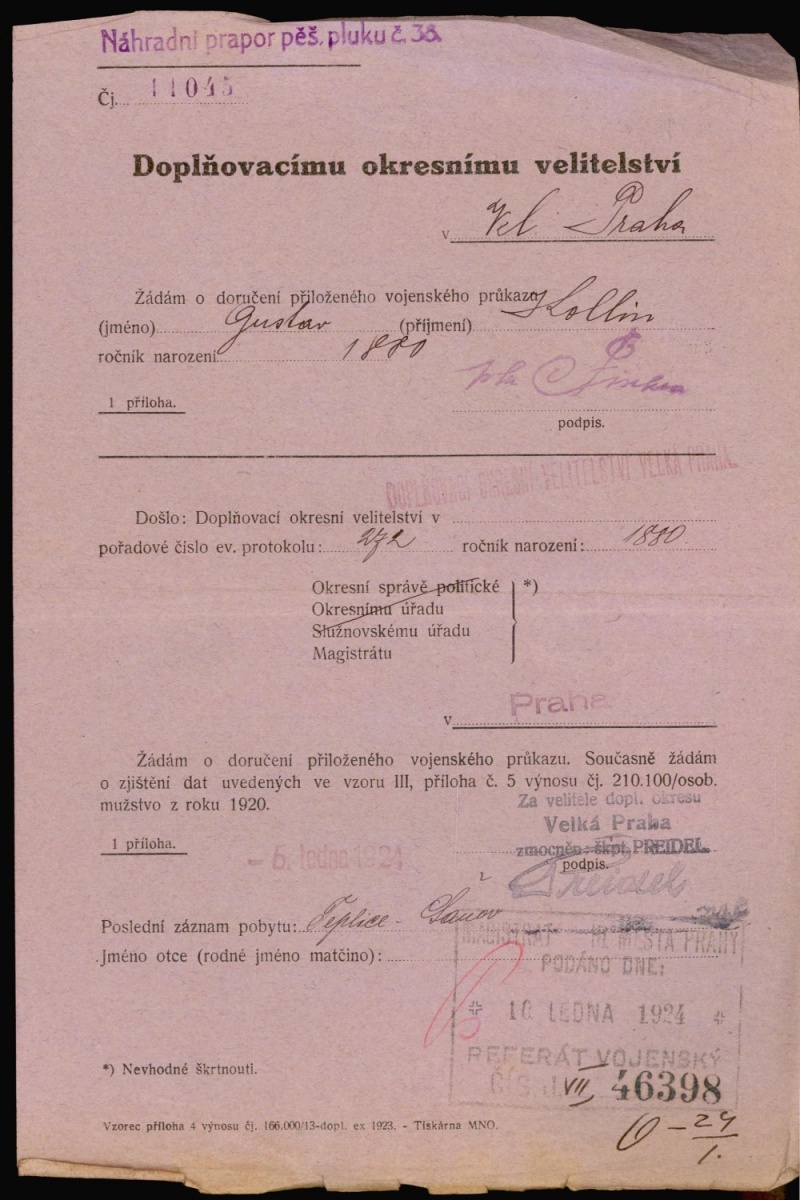 Náhradní prapor pěš. pluku č. 38.
Čj. 11045
Doplňovacímu okresnímu velitelství
v Vel. Praha
Žádám o doručení přiloženého vojenského průkazu
(jméno) Gustav (příjmení) Kollin
ročník narození 1880
1 příloha.
podpis.
DOPLŇOVACÍ OKRESNÍ VELITELSTVÍ VELKÁ PRAHA.
Došlo: Doplňovací okresní velitelství v
pořadové číslo ev. protokolu: 272 ročník narození: 1880
Okresní správě politické *)
Okresnímu úřadu
Služnovskému úřadu
Magistrátu
v Praha
Žádám o doručení přiloženého vojenského průkazu. Současně žádám
o zjištění dat uvedených ve vzoru III, příloha č. 5 výnosu čj. 210.100/osob.
mužstvo z roku 1920.
Za velitele dopl. okresu
Velká Praha
1 příloha.
zmocněn: škpt. PREIDEL.
- 5. ledna 1924
podpis.
Preidel
Poslední záznam pobytu: Teplice - Šanov
MAGISTRÁT HL. MĚSTA PRAHY
Jméno otce (rodné jméno matčino):
PODÁNO DNE:
10 LEDNA 1924
REFERÁT VOJENSKÝ
*) Nevhodné škrtnouti.
ČÍS. J. VII 46398
Vzorec příloha 4 výnosu čj. 166.000/13-dopl. ex 1923. - Tiskárna MNO.
24
1.